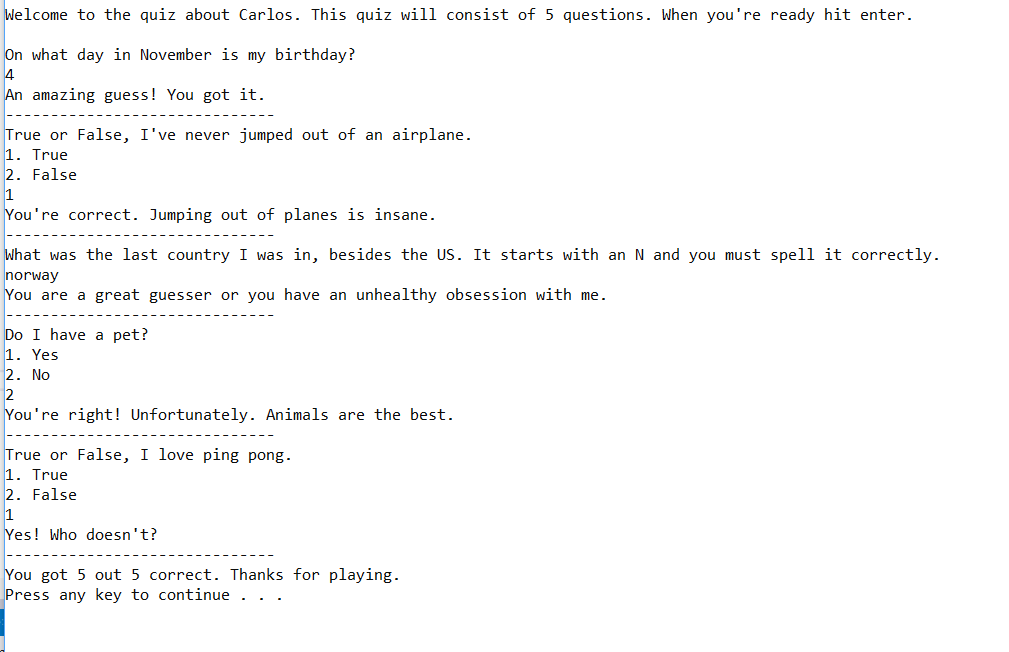 Welcome to the quiz about Carlos. This quiz will consist of 5 questions. When you're ready hit enter.
On what day in November is my birthday?
4
An amazing guess! You got it.
------------------------------
True or False, I've never jumped out of an airplane.
1. True
2. False
1
You're correct. Jumping out of planes is insane.
------------------------------
What was the last country I was in, besides the US. It starts with an N and you must spell it correctly.
norway
You are a great guesser or you have an unhealthy obsession with me.
------------------------------
Do I have a pet?
1. Yes
2. No
2
You're right! Unfortunately. Animals are the best.
------------------------------
True or False, I love ping pong.
1. True
2. False
1
Yes! Who doesn't?
------------------------------
You got 5 out 5 correct. Thanks for playing.
Press any key to continue . . .